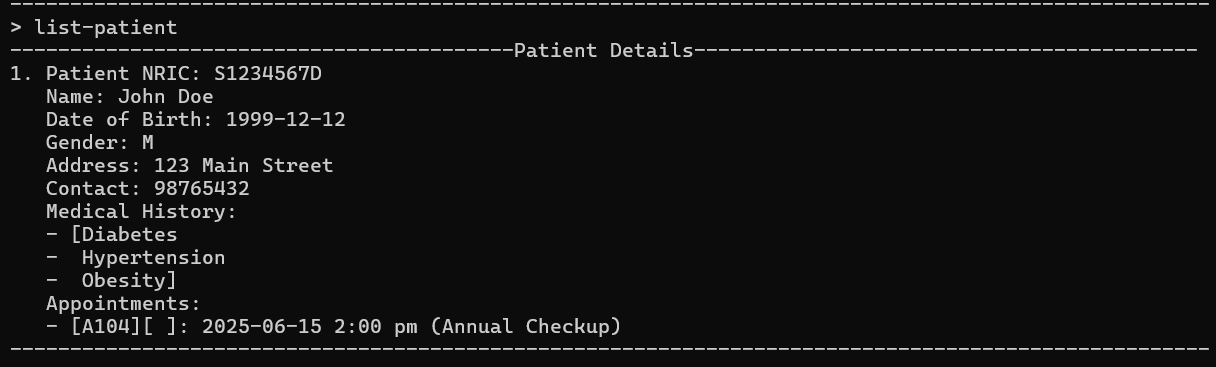 ----------------------------------------------------------------------------------------------------
> list-patient
------------------------------------------Patient Details------------------------------------------
1. Patient NRIC: S1234567D
   Name: John Doe
   Date of Birth: 1999-12-12
   Gender: M
   Address: 123 Main Street
   Contact: 98765432
   Medical History:
   - [Diabetes
   -  Hypertension
   -  Obesity]
   Appointments:
   - [A104][ ]: 2025-06-15 2:00 pm (Annual Checkup)
----------------------------------------------------------------------------------------------------